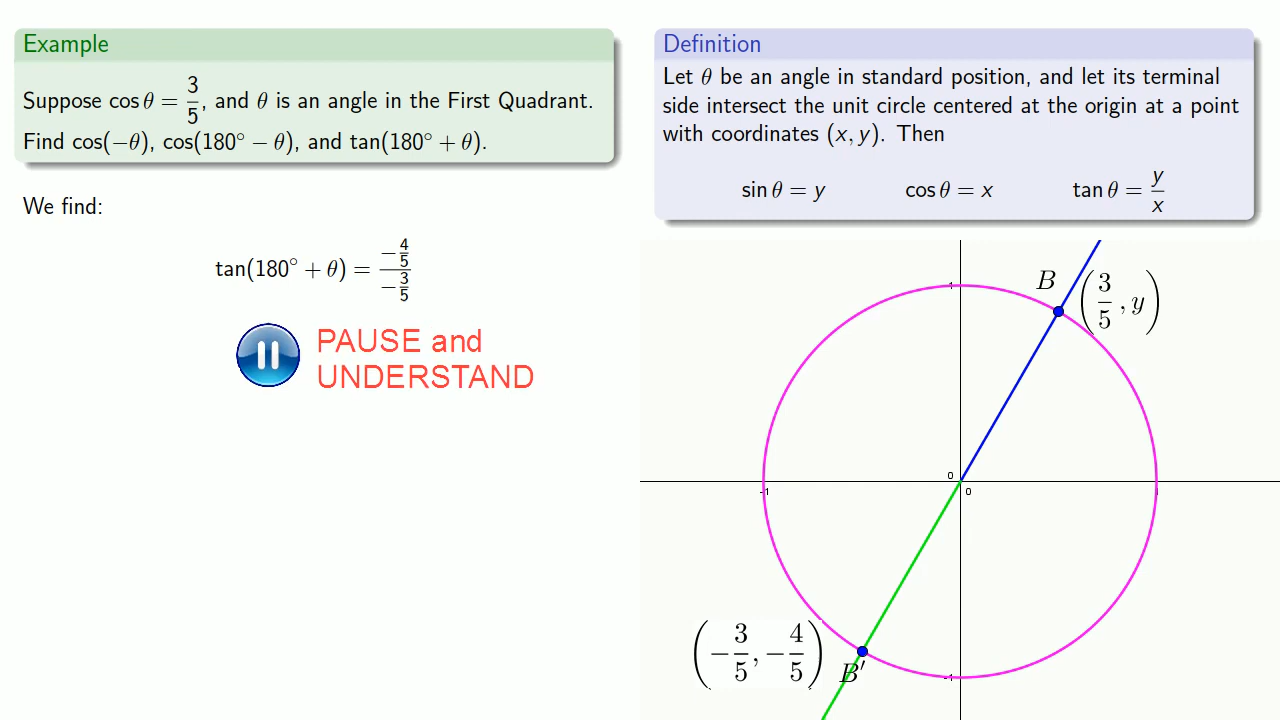 Example
Suppose cos θ = 3/5, and θ is an angle in the First Quadrant.
Find cos(−θ), cos(180° − θ), and tan(180° + θ).
We find:
tan(180° + θ) = (−4/5)/(−3/5)
PAUSE and
UNDERSTAND
Definition
Let θ be an angle in standard position, and let its terminal
side intersect the unit circle centered at the origin at a point
with coordinates (x, y). Then
sin θ = y cos θ = x tan θ = y/x
B (3/5, y)
1
0
-1 0 1
(−3/5, −4/5)
B′
-1